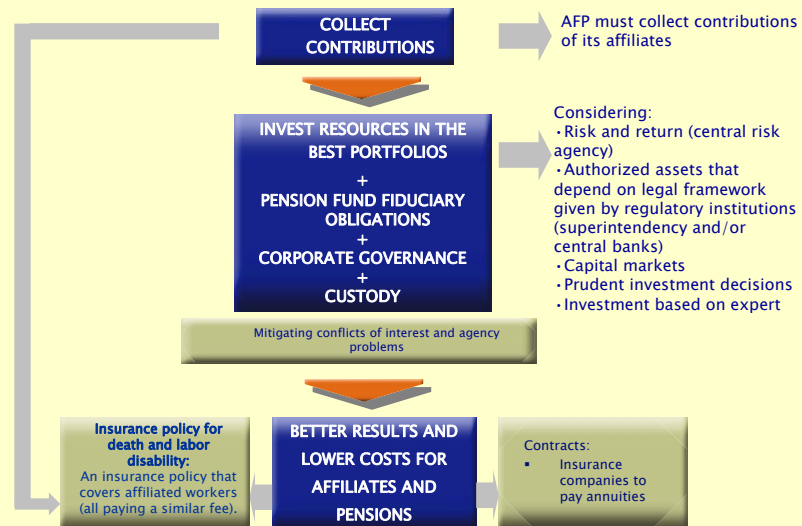 COLLECT
CONTRIBUTIONS
AFP must collect contributions
of its affiliates
INVEST RESOURCES IN THE
BEST PORTFOLIOS
+
PENSION FUND FIDUCIARY
OBLIGATIONS
+
CORPORATE GOVERNANCE
+
CUSTODY
Considering:
•Risk and return (central risk
agency)
•Authorized assets that
depend on legal framework
given by regulatory institutions
(superintendency and/or
central banks)
•Capital markets
•Prudent investment decisions
•Investment based on expert
Mitigating conflicts of interest and agency
problems
Insurance policy for
death and labor
disability:
An insurance policy that
covers affiliated workers
(all paying a similar fee).
BETTER RESULTS AND
LOWER COSTS FOR
AFFILIATES AND
PENSIONS
Contracts:
▪ Insurance
companies to
pay annuities